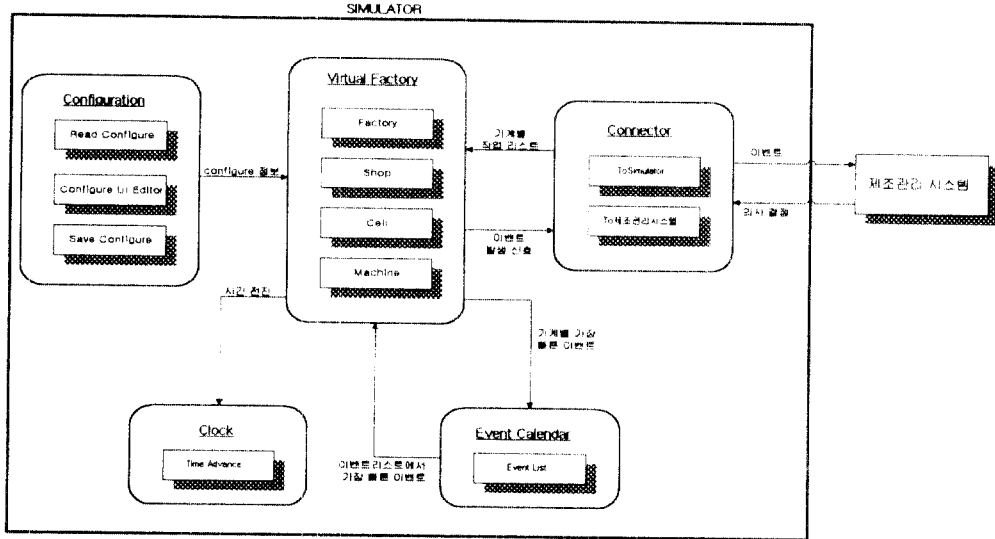 SIMULATOR
Configuration
Read Configure
Configure UI Editor
Save Configure
configure 정보
Virtual Factory
Factory
Shop
Cell
Machine
기계별
작업 리스트
이벤트
발생 신호
Connector
ToSimulator
To제조관리시스템
이벤트
의사 결정
제조관리 시스템
시간 전진
기계별 가장
빠른 이벤트
Clock
Time Advance
이벤트리스트에서
가장 빠른 이벤트
Event Calendar
Event List